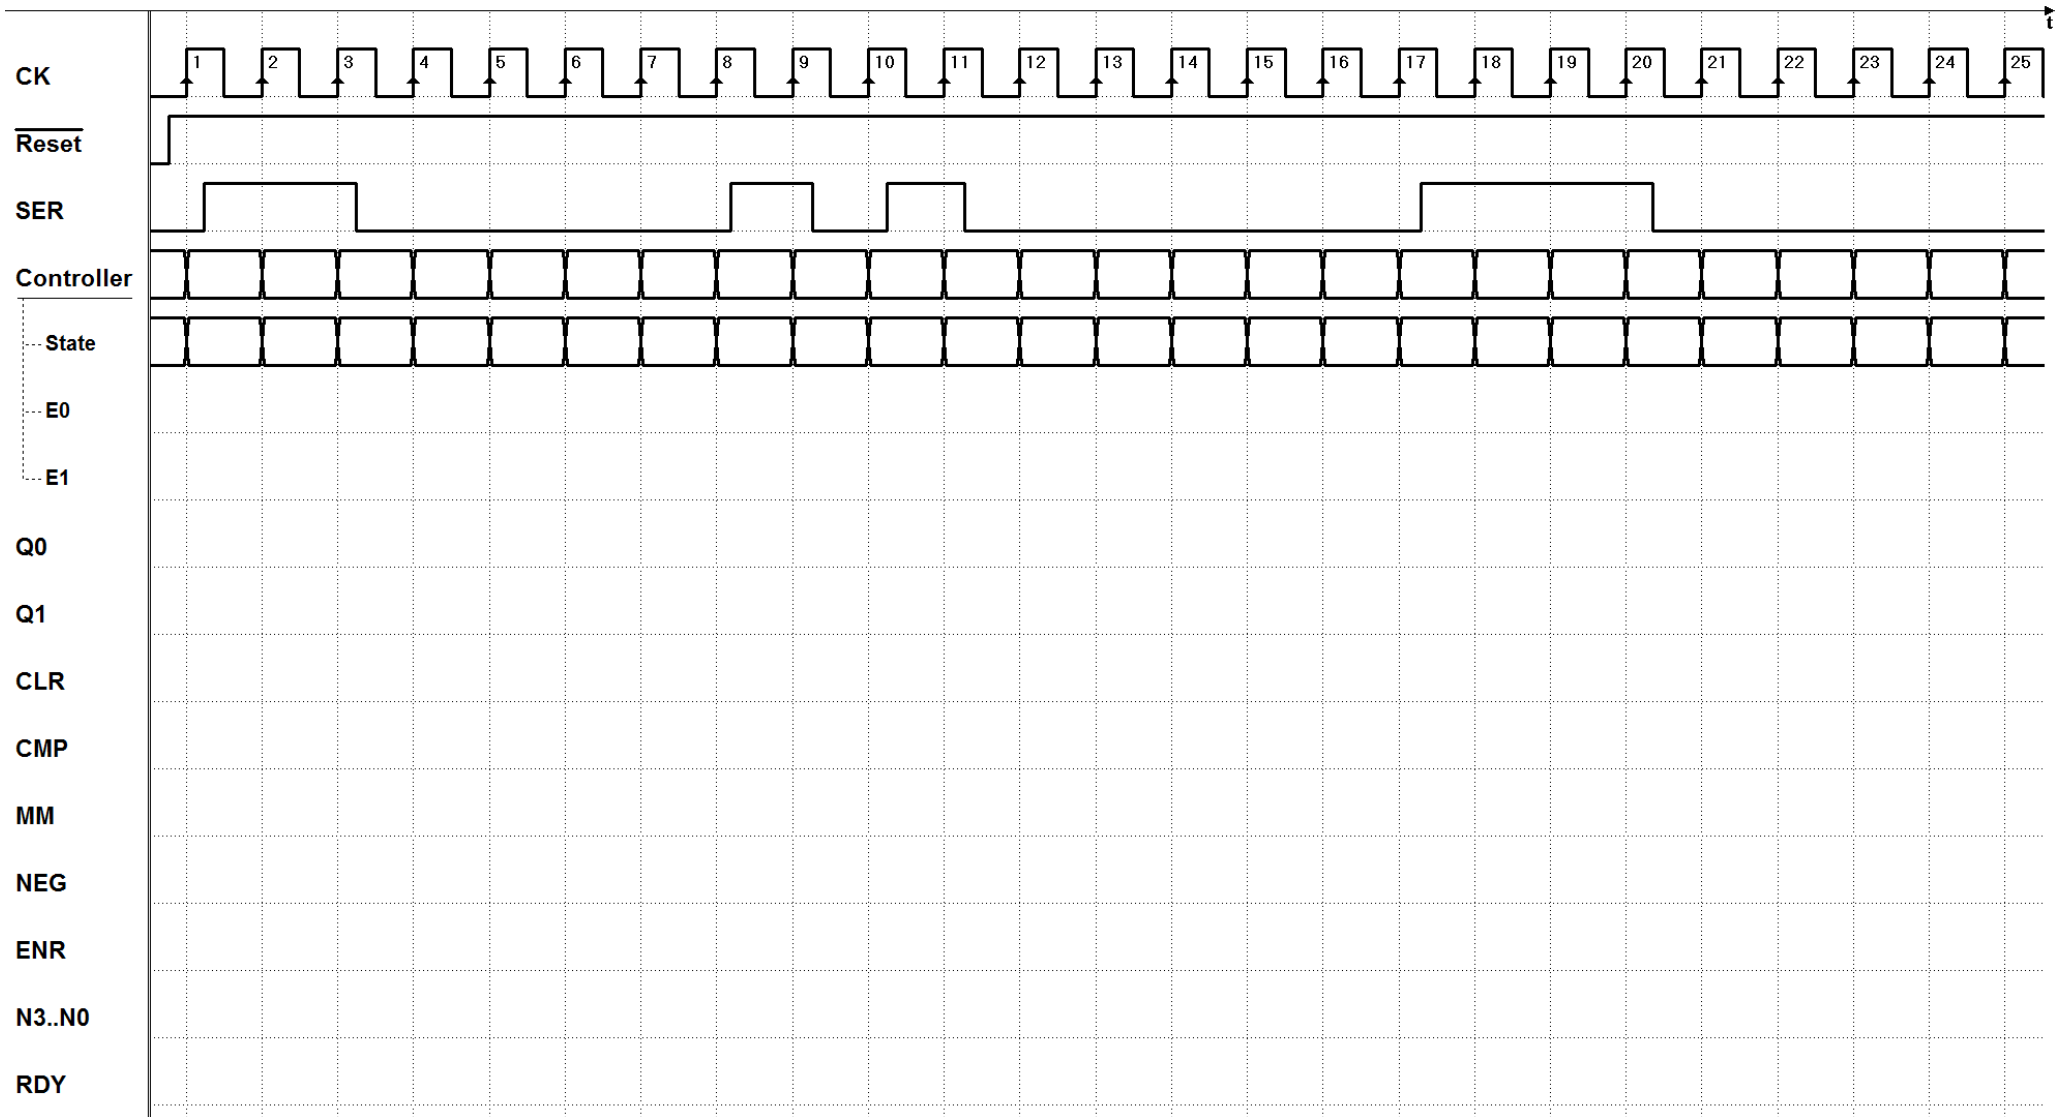 t
CK 1 2 3 4 5 6 7 8 9 10 11 12 13 14 15 16 17 18 19 20 21 22 23 24 25
Reset
SER
Controller
State
E0
E1
Q0
Q1
CLR
CMP
MM
NEG
ENR
N3..N0
RDY